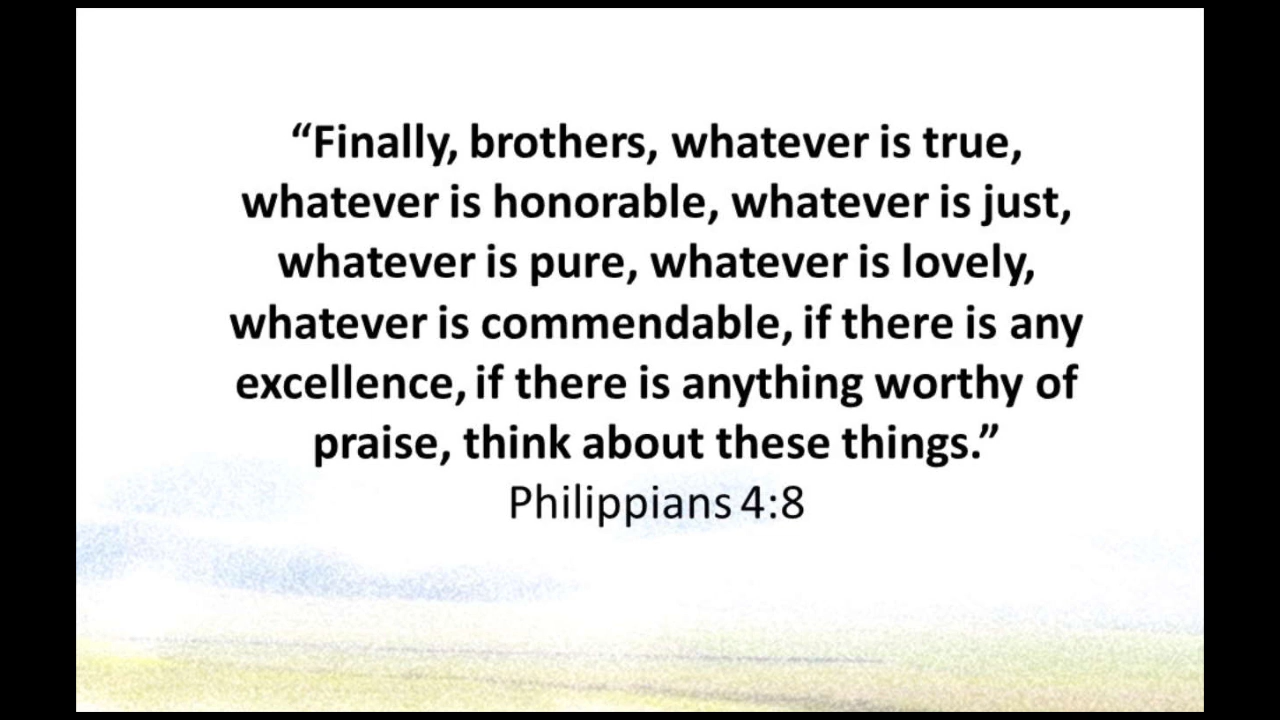 “Finally, brothers, whatever is true,
whatever is honorable, whatever is just,
whatever is pure, whatever is lovely,
whatever is commendable, if there is any
excellence, if there is anything worthy of
praise, think about these things.”
Philippians 4:8